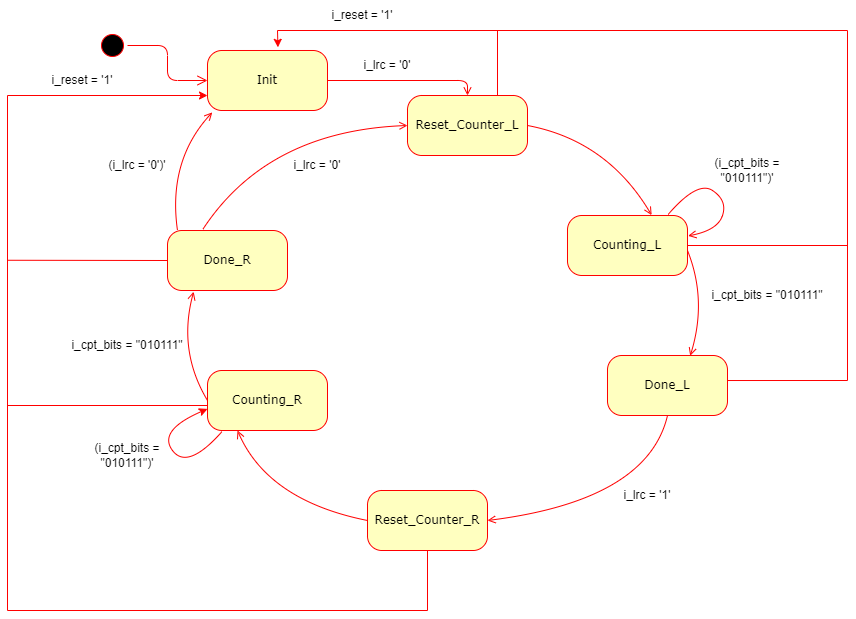 i_reset = '1'
Init
i_lrc = '0'
i_reset = '1'
Reset_Counter_L
(i_lrc = '0')'
i_lrc = '0'
(i_cpt_bits =
"010111")'
Counting_L
Done_R
i_cpt_bits = "010111"
i_cpt_bits = "010111"
Done_L
Counting_R
(i_cpt_bits =
"010111")'
i_lrc = '1'
Reset_Counter_R